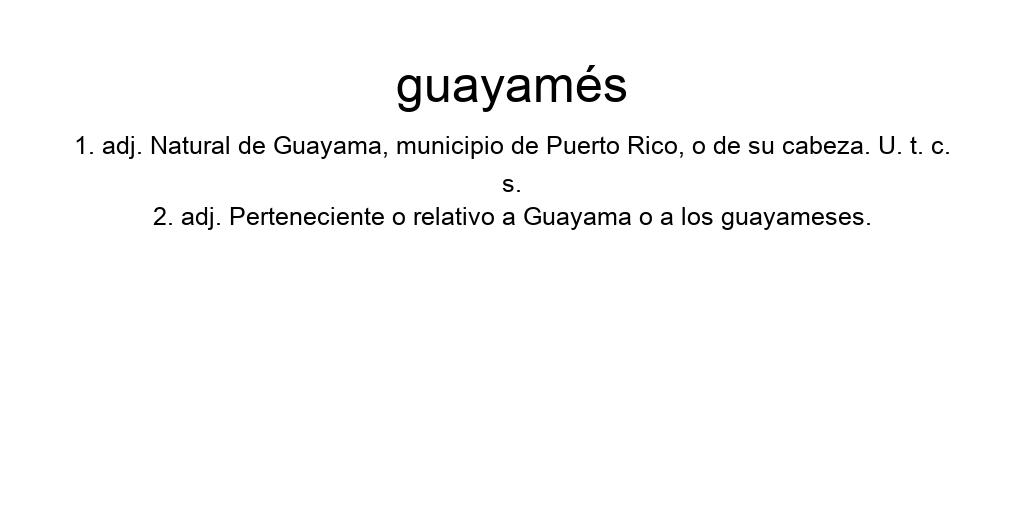 guayamés
1. adj. Natural de Guayama, municipio de Puerto Rico, o de su cabeza. U. t. c.
s.
2. adj. Perteneciente o relativo a Guayama o a los guayameses.